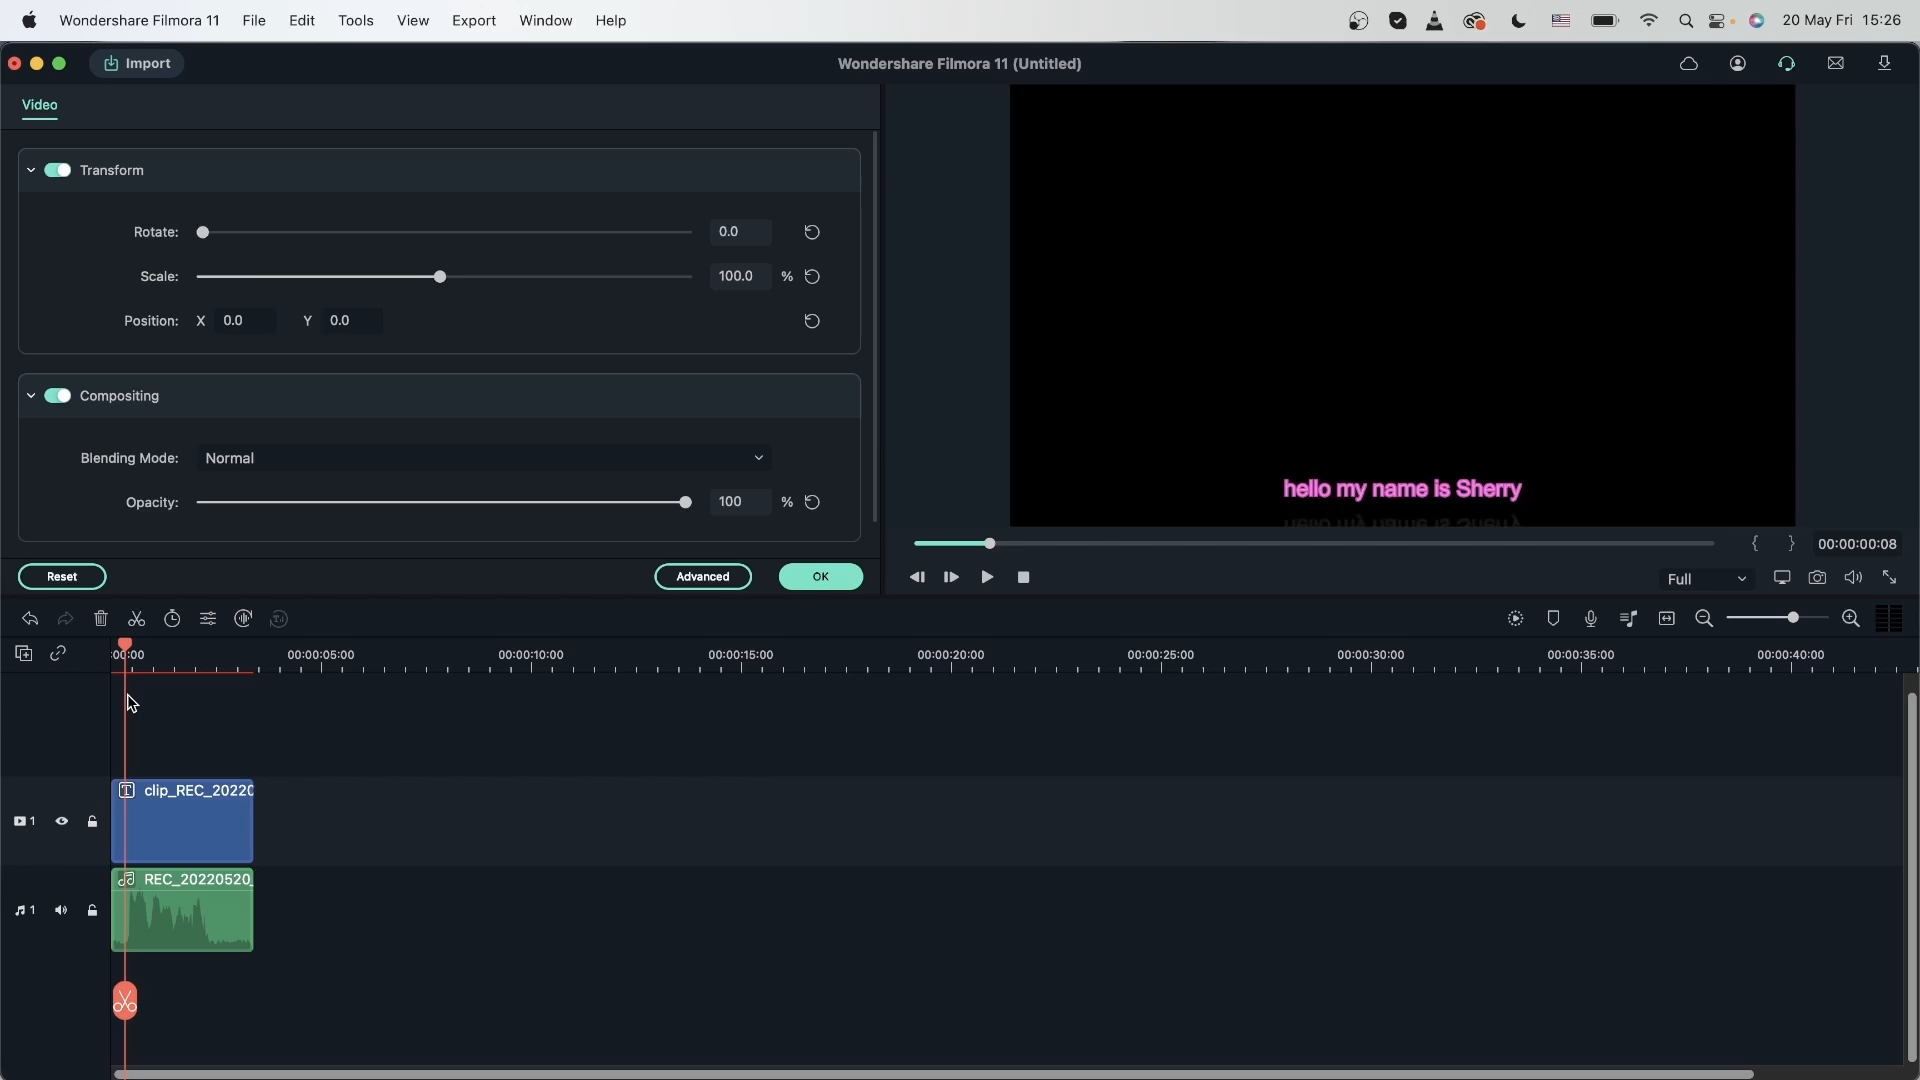 Wondershare Filmora 11 File Edit Tools View Export Window Help 20 May Fri 15:26
Import Wondershare Filmora 11 (Untitled)
Video
Transform
Rotate: 0.0
Scale: 100.0 %
Position: X 0.0 Y 0.0
Compositing
Blending Mode: Normal
Opacity: 100 %
hello my name is Sherry
{ } 00:00:00:08
Reset Advanced OK
Full
:00:00 00:00:05:00 00:00:10:00 00:00:15:00 00:00:20:00 00:00:25:00 00:00:30:00 00:00:35:00 00:00:40:00
T clip_REC_20220
1
REC_20220520_
1